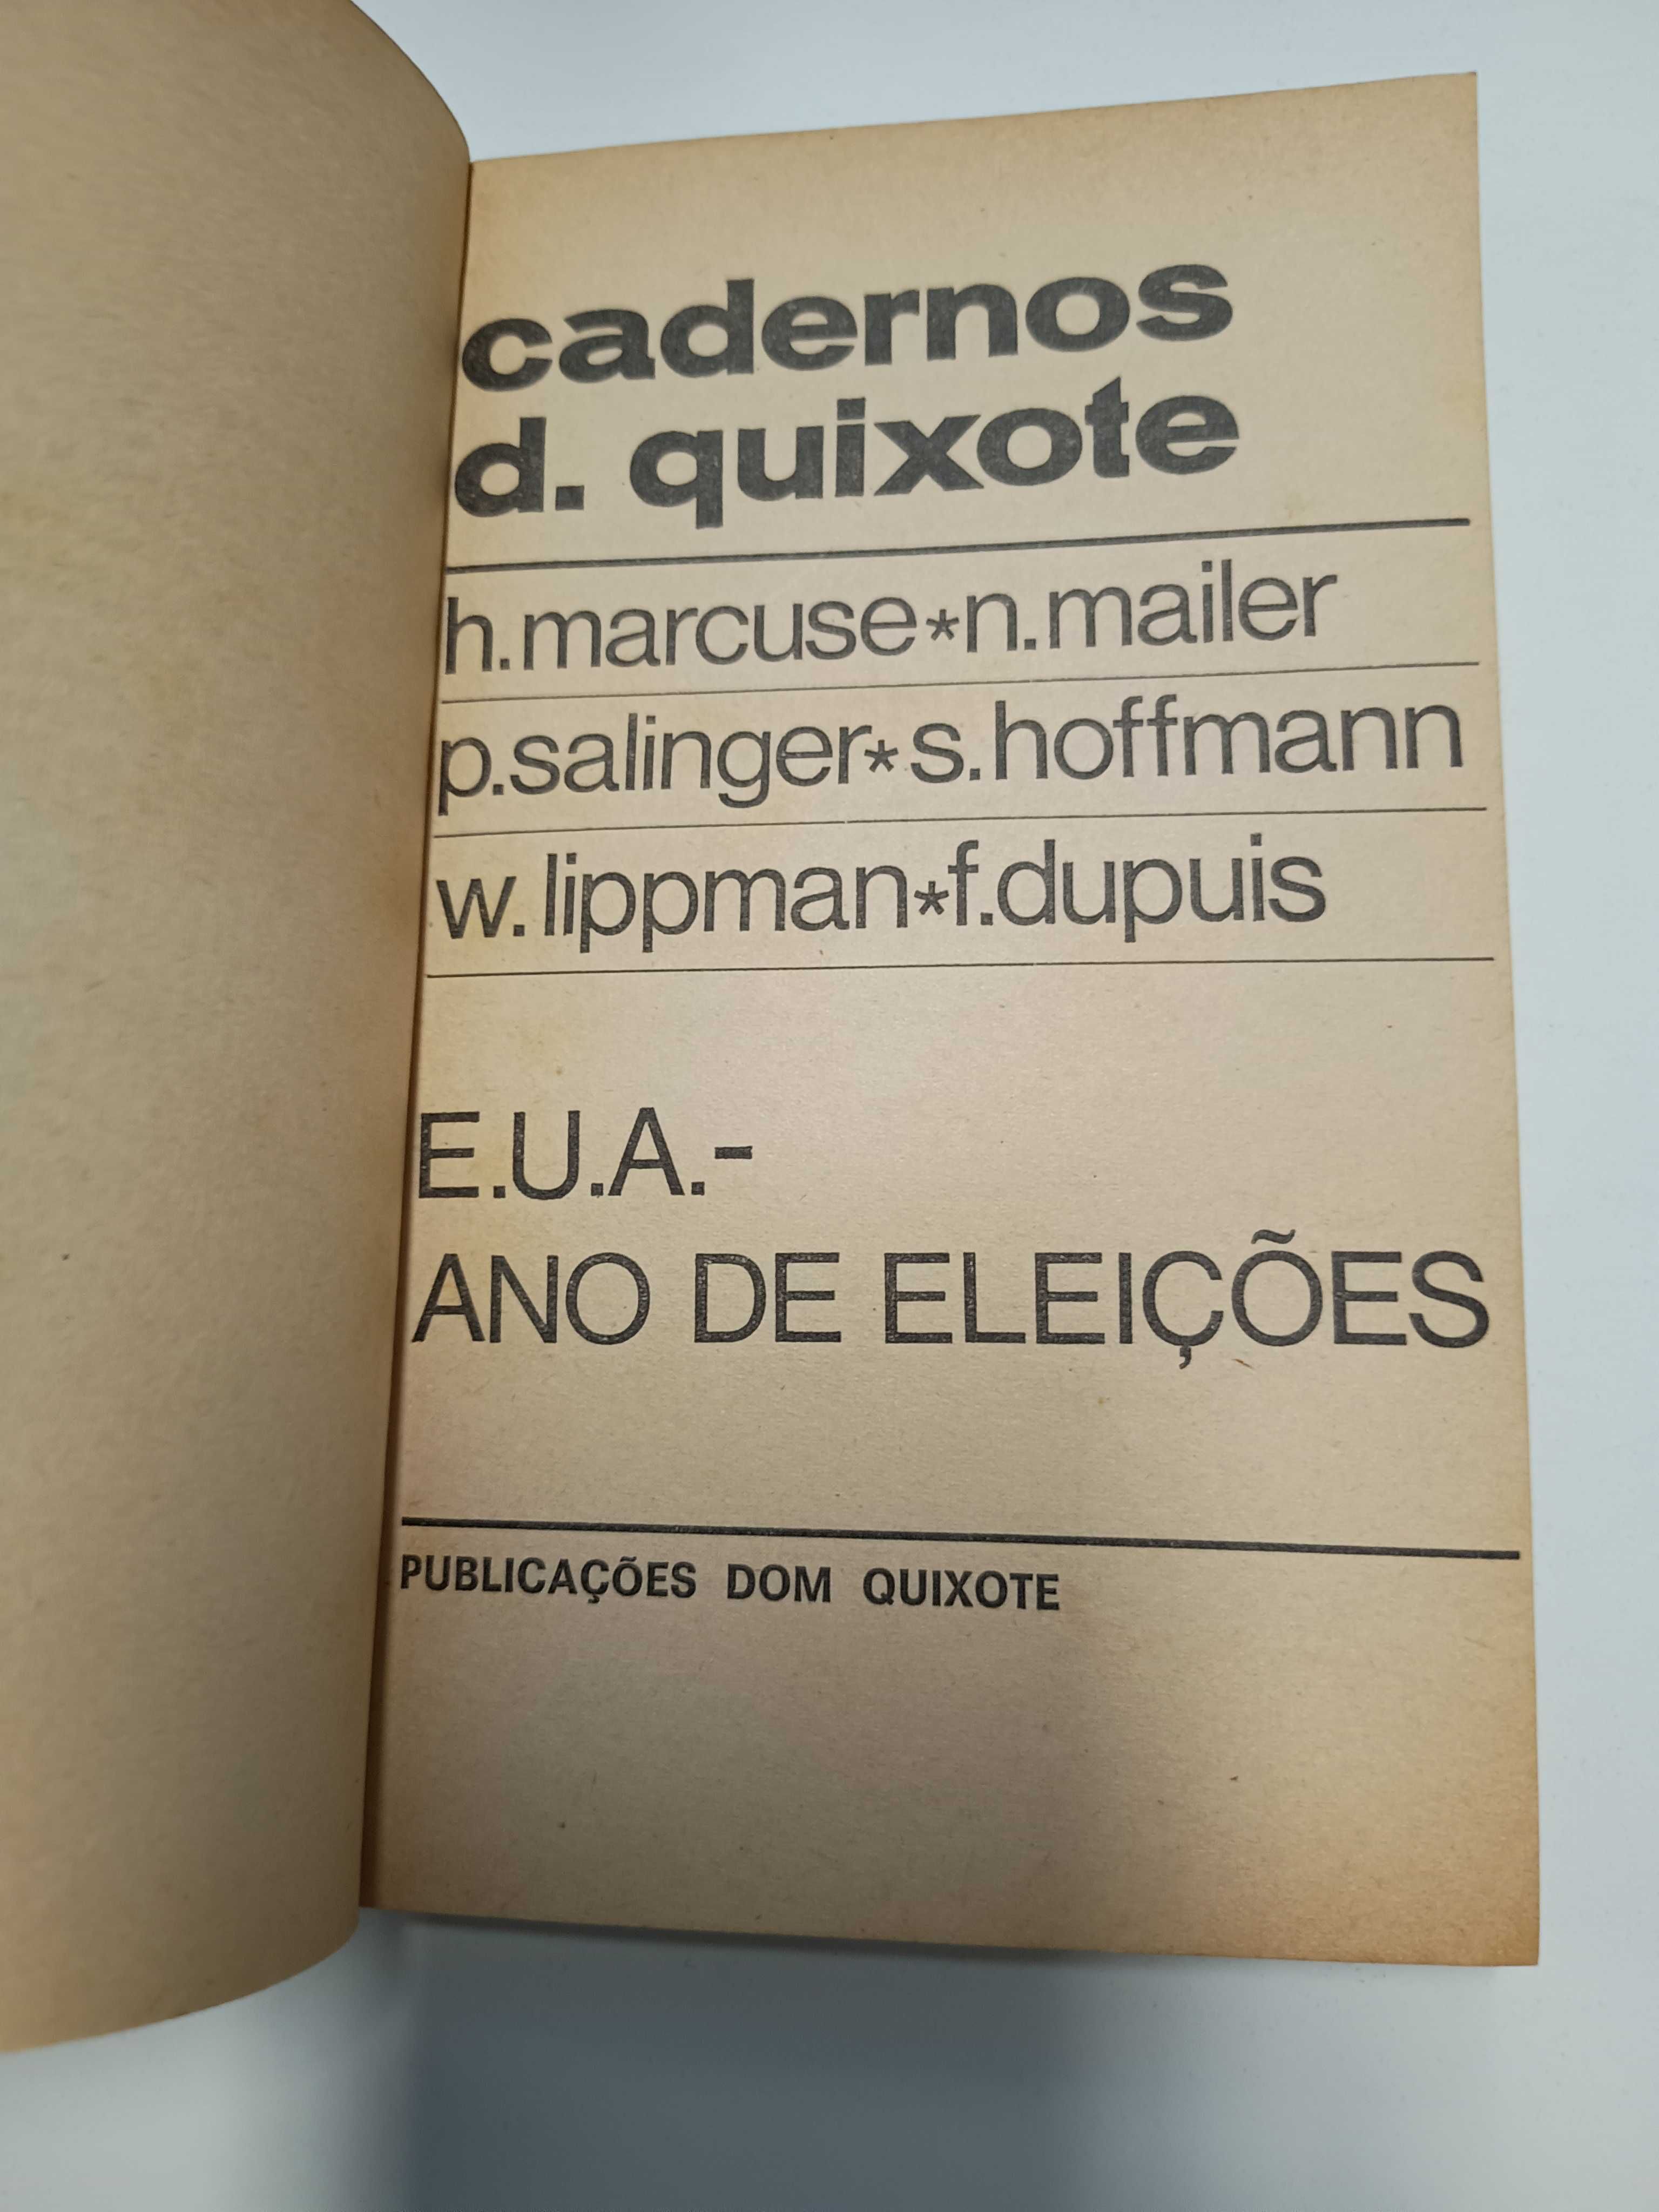 cadernos
d. quixote
h.marcuse*n.mailer
p.salinger*s.hoffmann
w.lippman*f.dupuis
E.U.A.-
ANO DE ELEIÇÕES
PUBLICAÇÕES DOM QUIXOTE